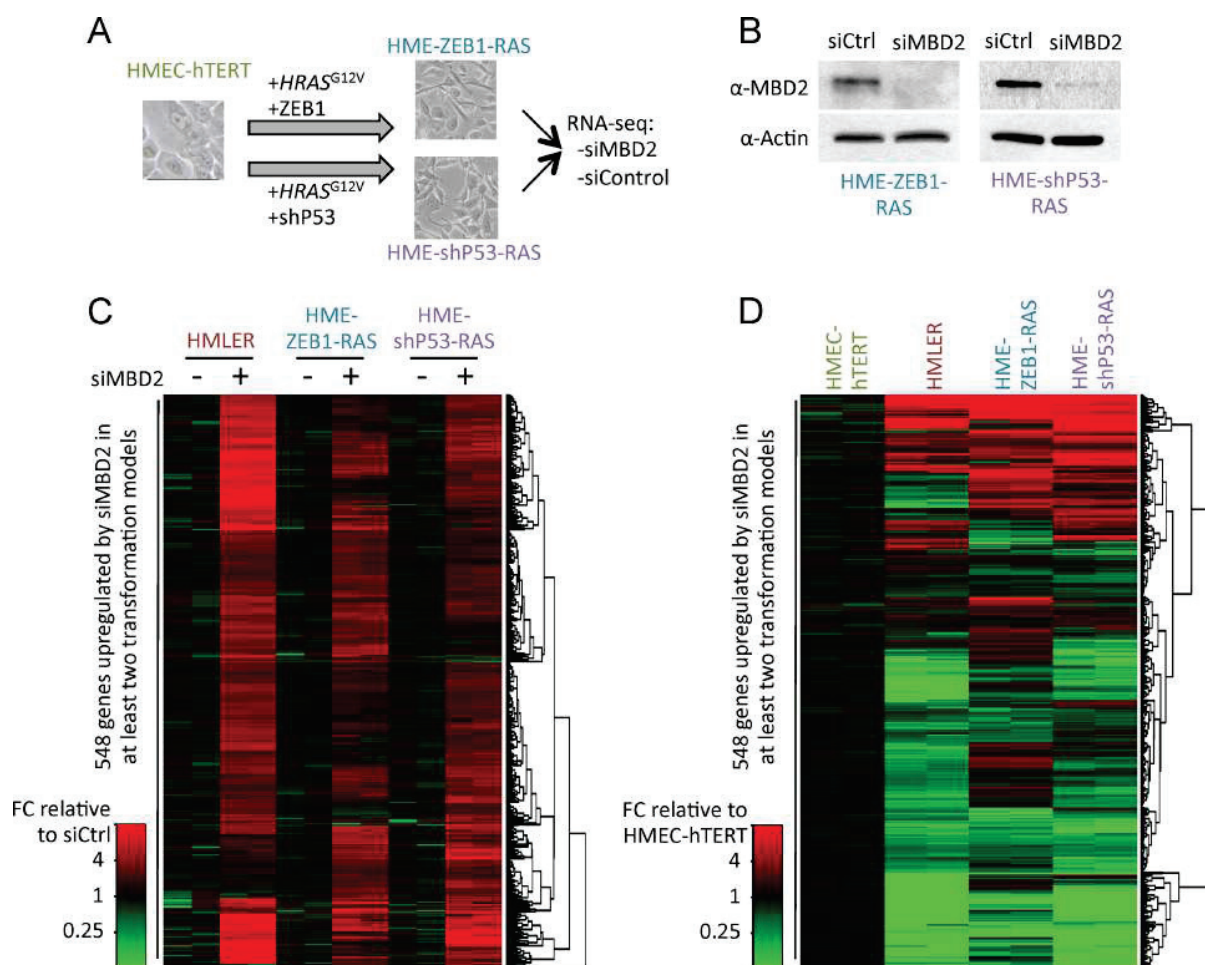 A
HMEC-hTERT
+HRASG12V
+ZEB1
+HRASG12V
+shP53
HME-ZEB1-RAS
HME-shP53-RAS
RNA-seq:
-siMBD2
-siControl
B
siCtrl siMBD2 siCtrl siMBD2
α-MBD2
α-Actin
HME-ZEB1-
RAS
HME-shP53-
RAS
C
HMLER
HME-
ZEB1-RAS
HME-
shP53-RAS
siMBD2 - + - + - +
548 genes upregulated by siMBD2 in
at least two transformation models
FC relative
to siCtrl
4
1
0.25
D
HMEC-
hTERT
HMLER
HME-
ZEB1-RAS
HME-
shP53-RAS
548 genes upregulated by siMBD2 in
at least two transformation models
FC relative to
HMEC-hTERT
4
1
0.25